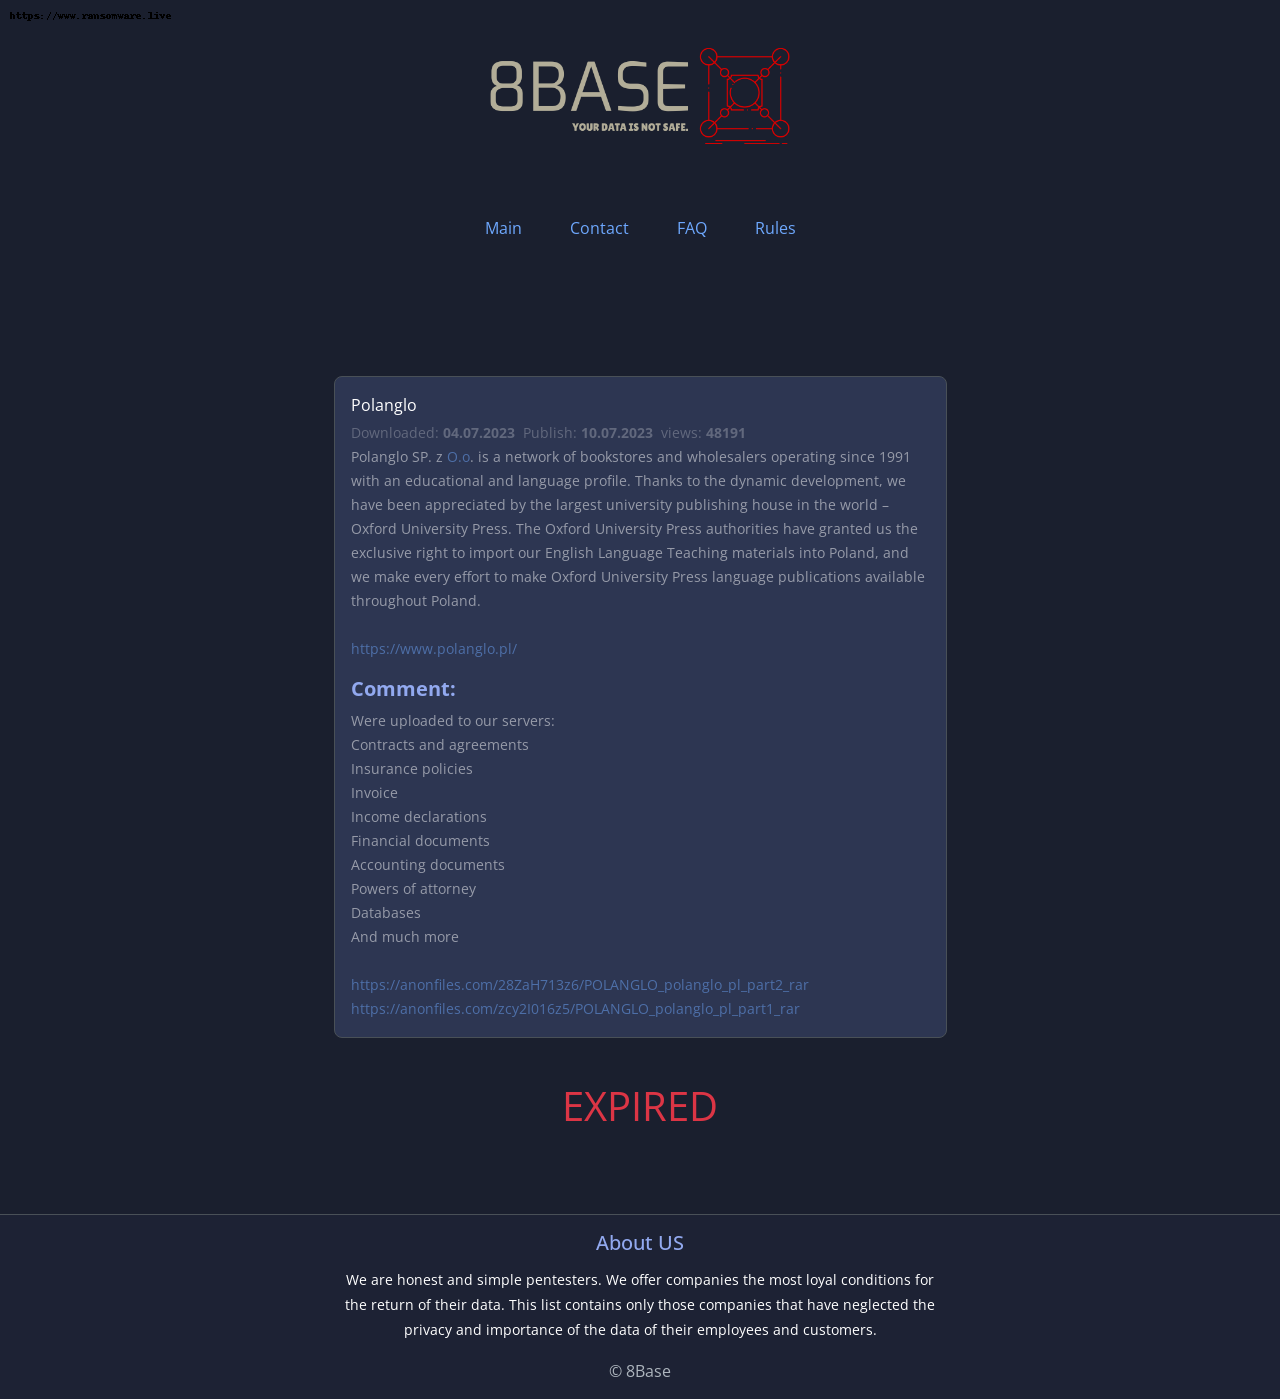 https://www.ransomware.live
8BASE
YOUR DATA IS NOT SAFE.
Main Contact FAQ Rules
Polanglo
Downloaded: 04.07.2023 Publish: 10.07.2023 views: 48191
Polanglo SP. z O.o. is a network of bookstores and wholesalers operating since 1991
with an educational and language profile. Thanks to the dynamic development, we
have been appreciated by the largest university publishing house in the world –
Oxford University Press. The Oxford University Press authorities have granted us the
exclusive right to import our English Language Teaching materials into Poland, and
we make every effort to make Oxford University Press language publications available
throughout Poland.
https://www.polanglo.pl/
Comment:
Were uploaded to our servers:
Contracts and agreements
Insurance policies
Invoice
Income declarations
Financial documents
Accounting documents
Powers of attorney
Databases
And much more
https://anonfiles.com/28ZaH713z6/POLANGLO_polanglo_pl_part2_rar
https://anonfiles.com/zcy2I016z5/POLANGLO_polanglo_pl_part1_rar
EXPIRED
About US
We are honest and simple pentesters. We offer companies the most loyal conditions for
the return of their data. This list contains only those companies that have neglected the
privacy and importance of the data of their employees and customers.
© 8Base